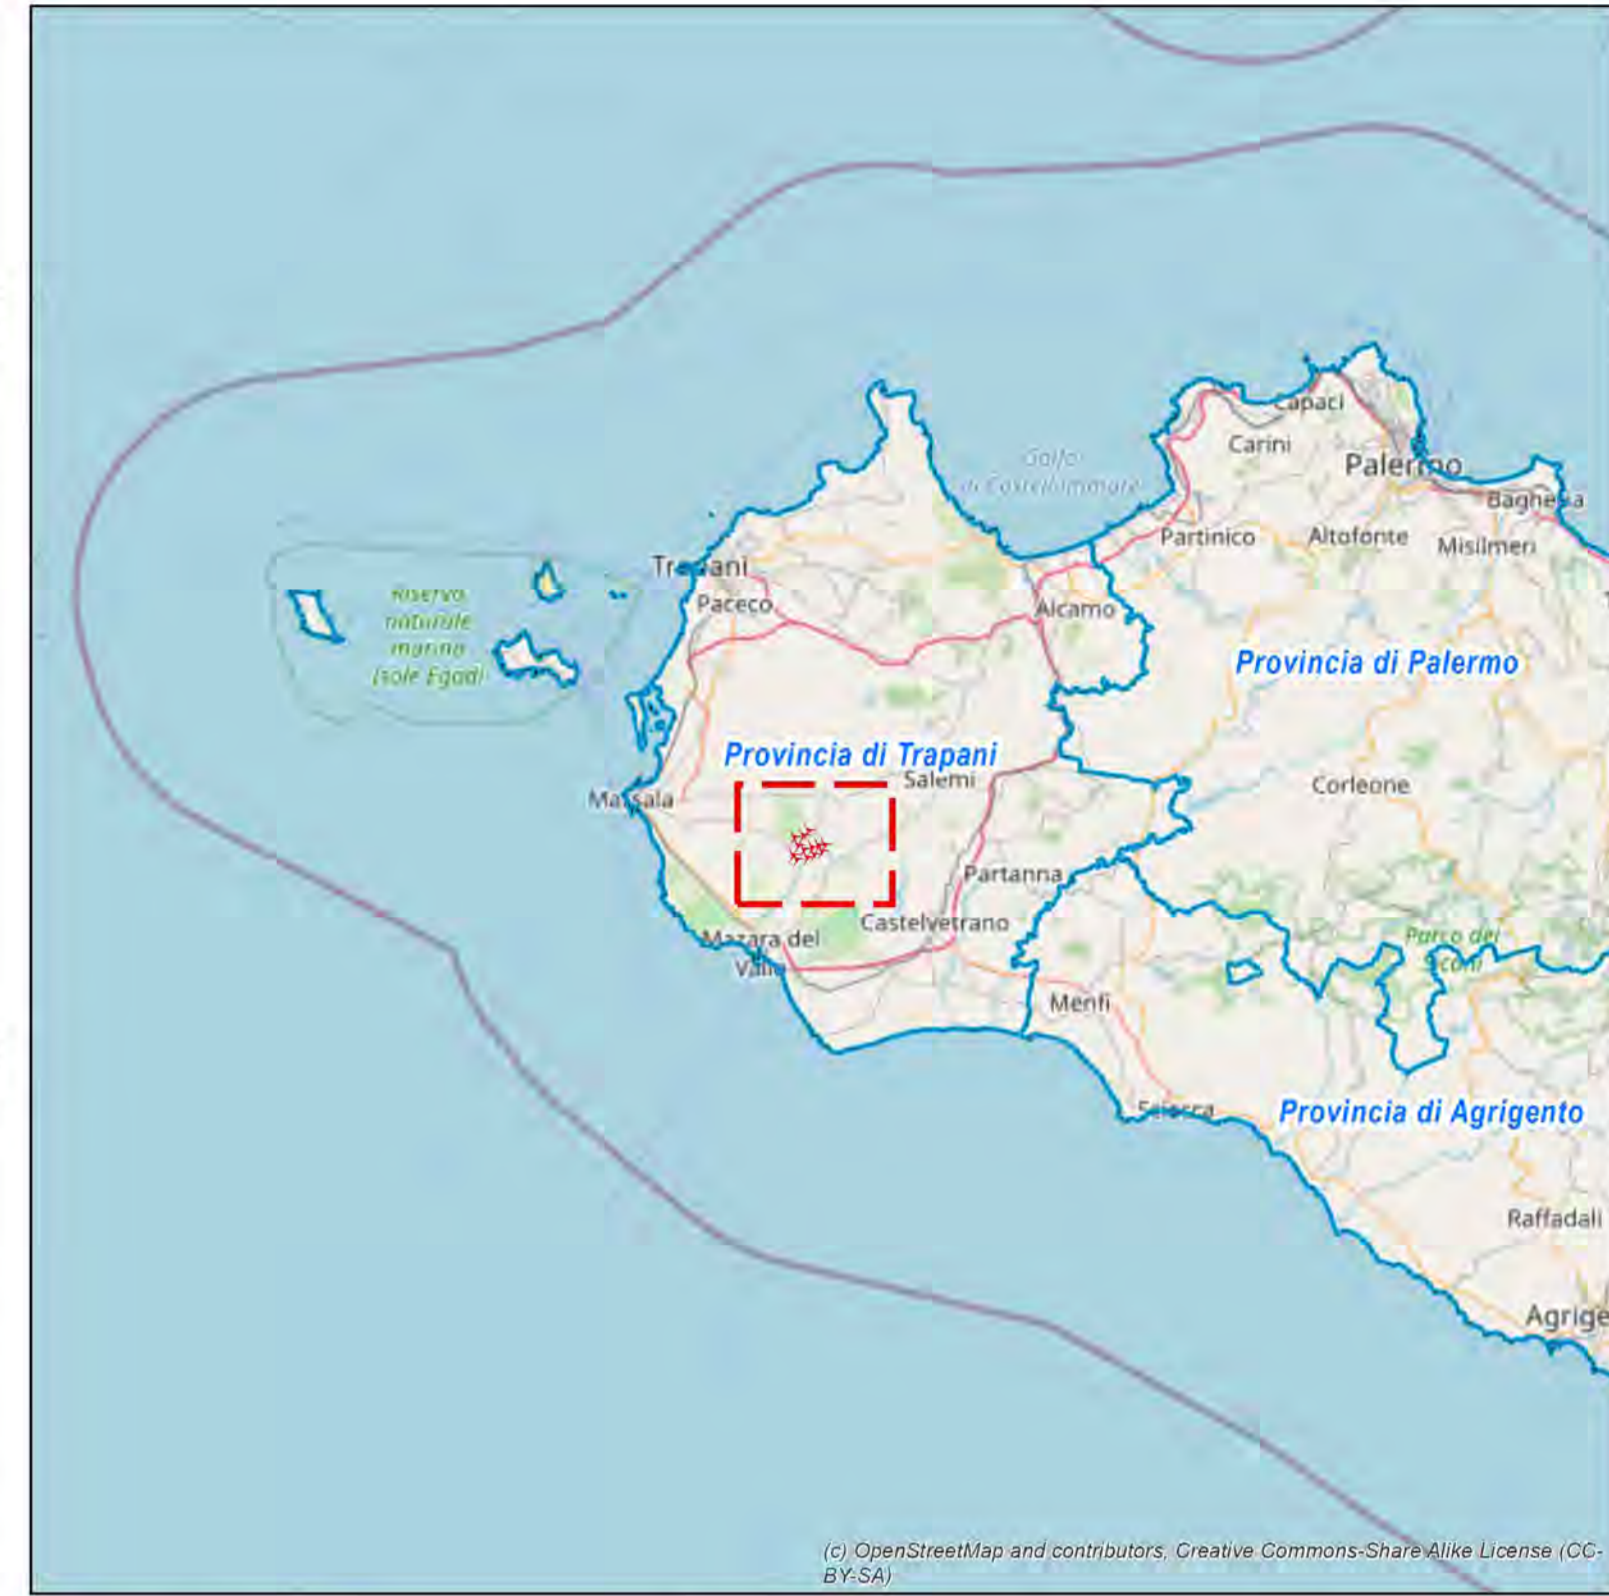 Capaci
Carini
Palermo
Golfo
di Castellammare
Bagheria
Partinico
Altofonte
Misilmeri
Trapani
Riserva
naturale
marina
(sole Egadi
Paceco
Alcamo
Provincia di Palermo
Provincia di Trapani
Salemi
Corleone
Marsala
Partanna
Castelvetrano
Mazara del
Vallo
Parco dei
Sicani
Menfi
Sciacca
Provincia di Agrigento
Raffadali
Agrige
(c) OpenStreetMap and contributors, Creative Commons-Share Alike License (CC-
BY-SA)